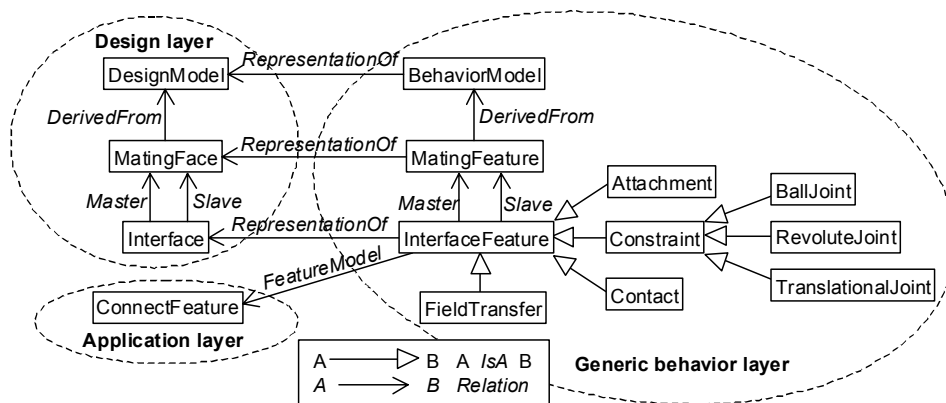 Design layer
RepresentationOf
DesignModel
BehaviorModel
DerivedFrom
DerivedFrom
RepresentationOf
MatingFace
MatingFeature
Master
Slave
Master
Slave
Attachment
BallJoint
RepresentationOf
Interface
InterfaceFeature
Constraint
RevoluteJoint
FeatureModel
TranslationalJoint
ConnectFeature
FieldTransfer
Contact
Application layer
Generic behavior layer
A B A IsA B
A B Relation